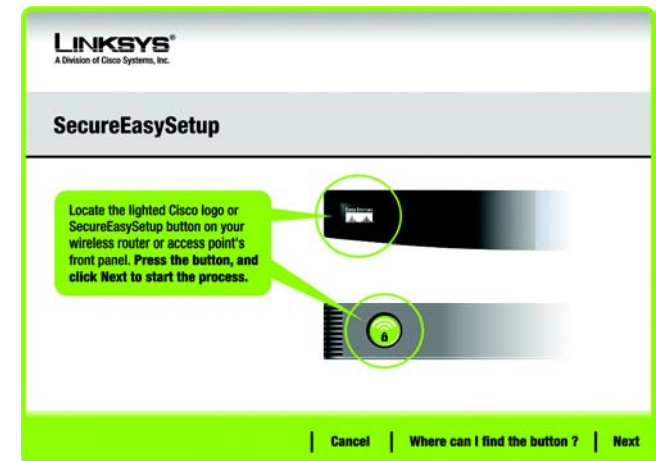 LINKSYS®
A Division of Cisco Systems, Inc.
SecureEasySetup
Locate the lighted Cisco logo or
SecureEasySetup button on your
wireless router or access point's
front panel. Press the button, and
click Next to start the process.
Cancel | Where can I find the button ? | Next